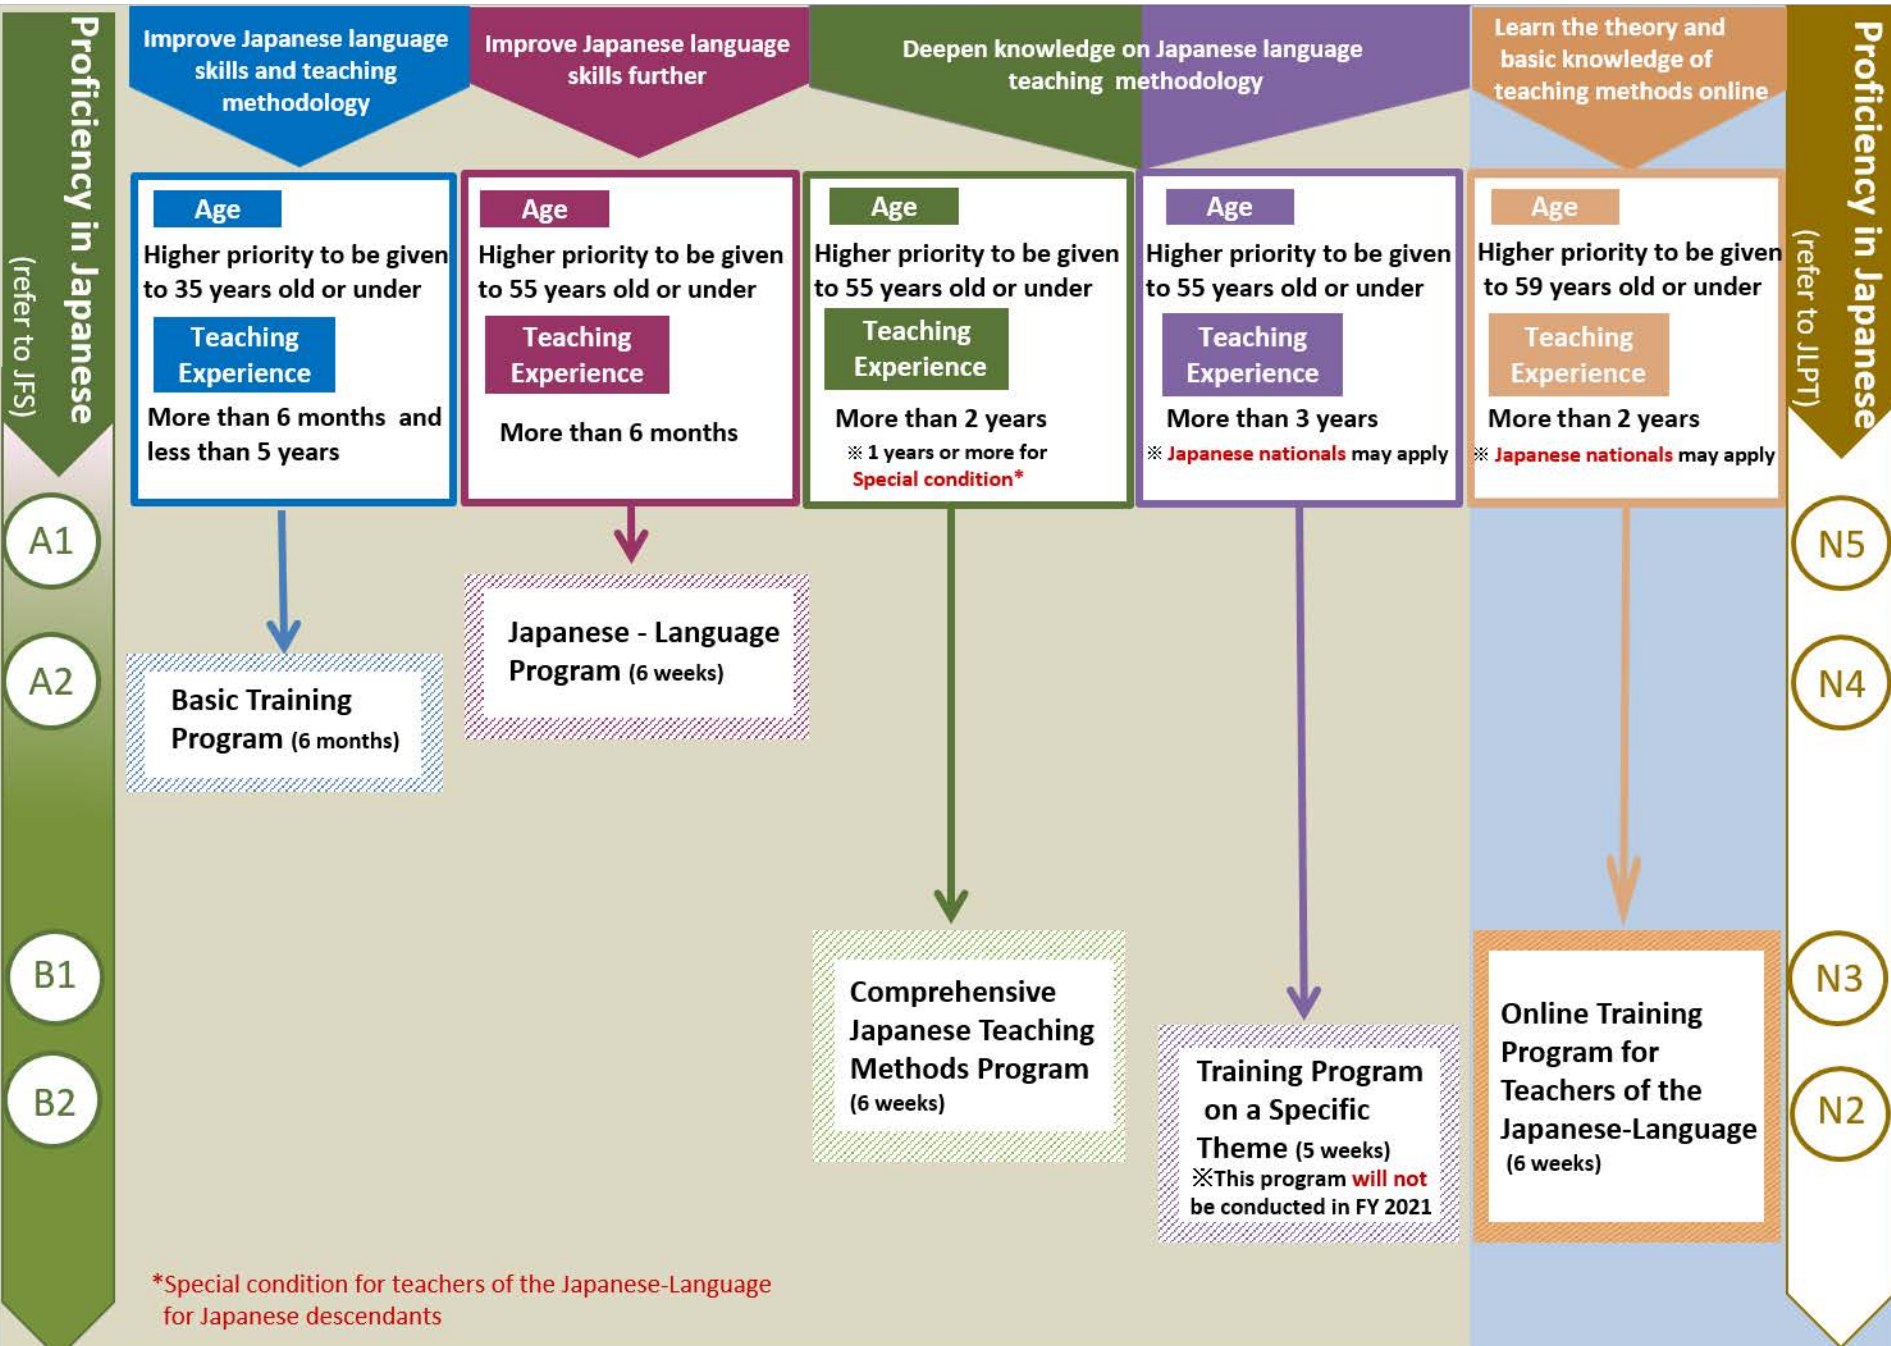 Proficiency in Japanese
(refer to JFS)
A1
A2
B1
B2
Improve Japanese language
skills and teaching
methodology
Age
Higher priority to be given
to 35 years old or under
Teaching
Experience
More than 6 months and
less than 5 years
Basic Training
Program (6 months)
Improve Japanese language
skills further
Age
Higher priority to be given
to 55 years old or under
Teaching
Experience
More than 6 months
Japanese - Language
Program (6 weeks)
Deepen knowledge on Japanese language
teaching methodology
Age
Higher priority to be given
to 55 years old or under
Teaching
Experience
More than 2 years
※ 1 years or more for
Special condition*
Comprehensive
Japanese Teaching
Methods Program
(6 weeks)
Age
Higher priority to be given
to 55 years old or under
Teaching
Experience
More than 3 years
※ Japanese nationals may apply
Training Program
on a Specific
Theme (5 weeks)
※This program will not
be conducted in FY 2021
Learn the theory and
basic knowledge of
teaching methods online
Age
Higher priority to be given
to 59 years old or under
Teaching
Experience
More than 2 years
※ Japanese nationals may apply
Online Training
Program for
Teachers of the
Japanese-Language
(6 weeks)
Proficiency in Japanese
(refer to JLPT)
N5
N4
N3
N2
*Special condition for teachers of the Japanese-Language
for Japanese descendants